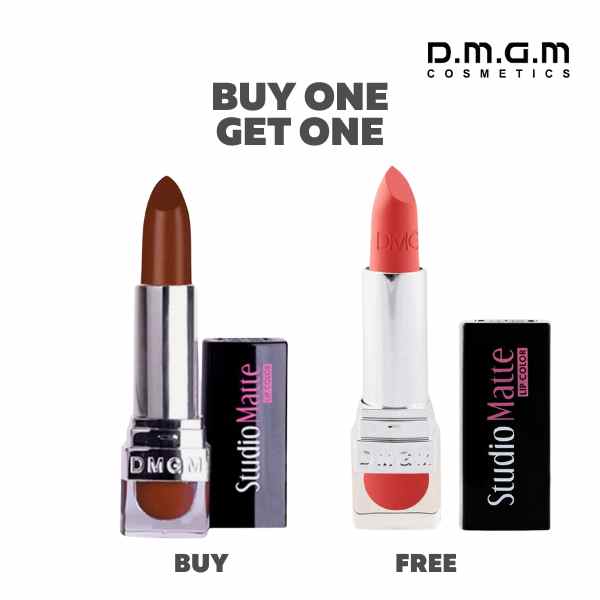 D.M.G.M
COSMETICS
BUY ONE
GET ONE
DMG
Studio Matte
LIP COLOR
DMGM
Studio Matte
LIP COLOR
DMGM
BUY
FREE